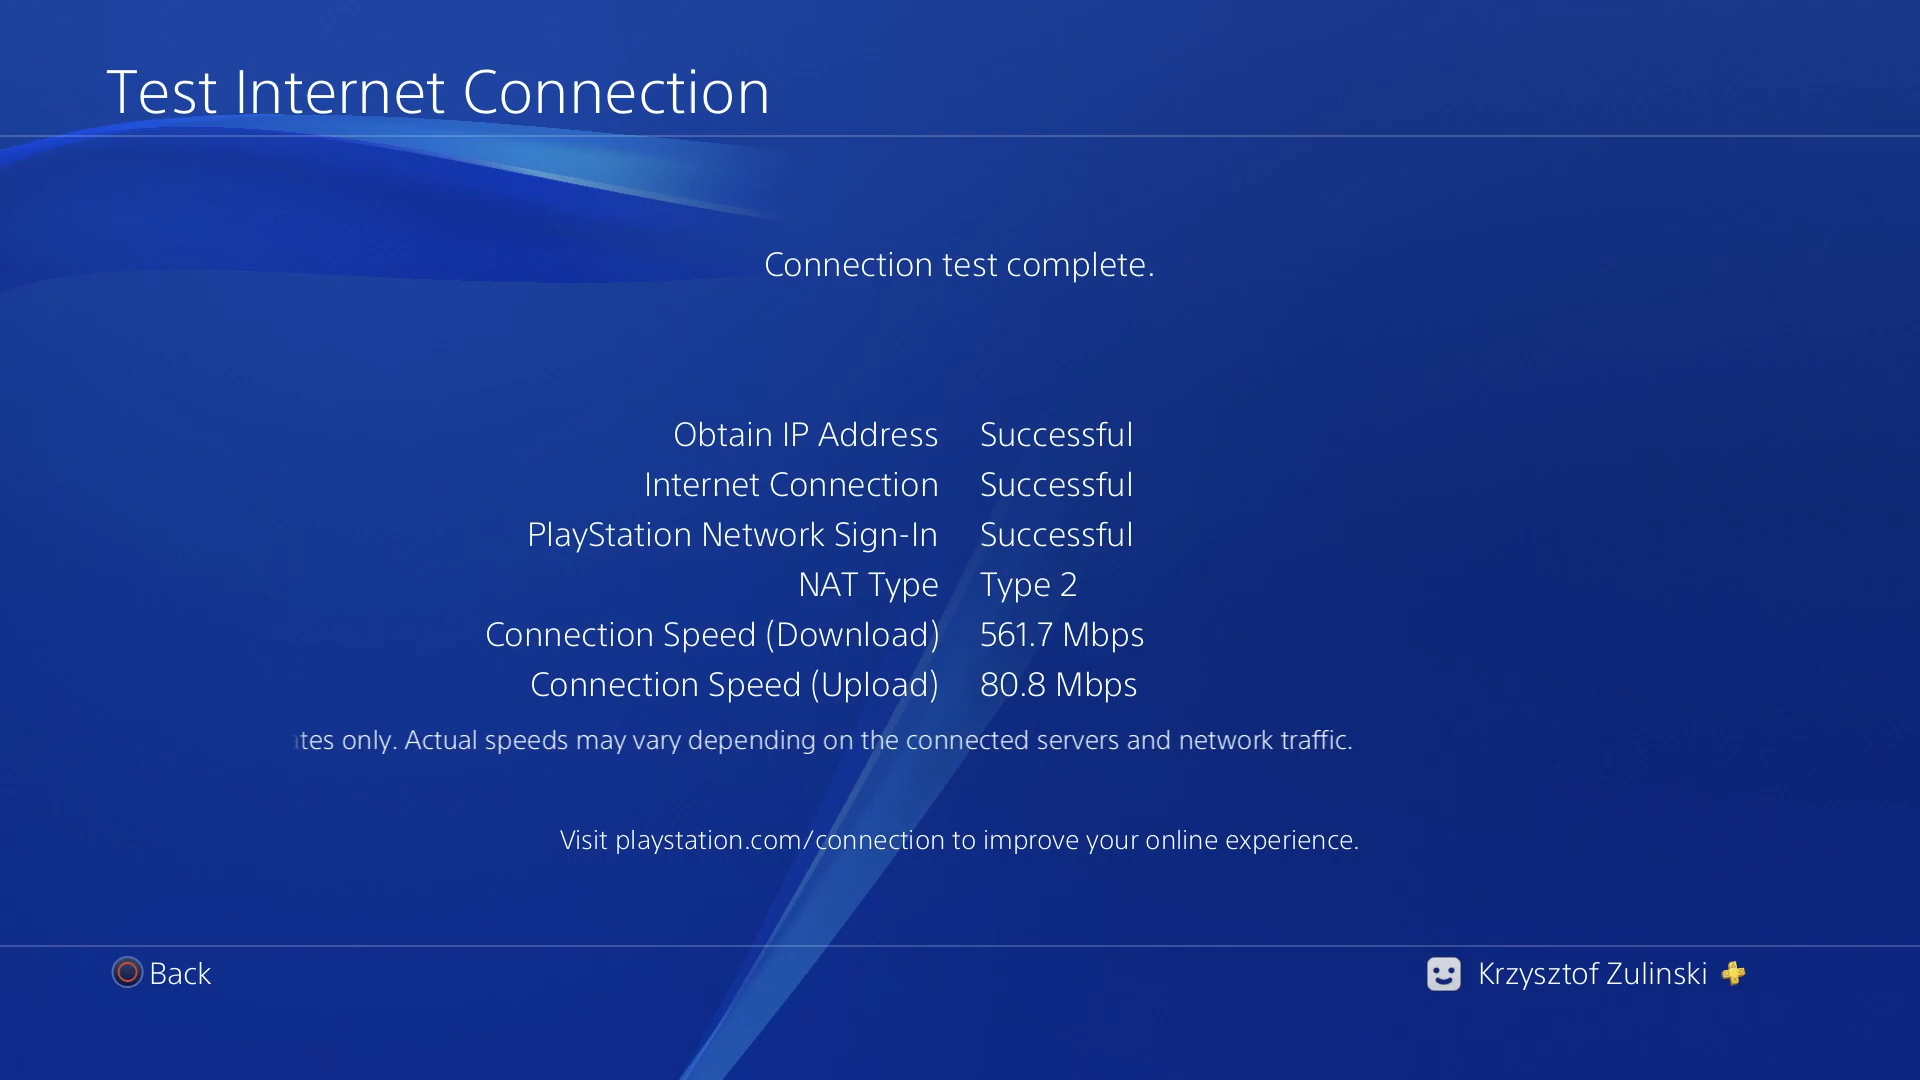 Test Internet Connection
Connection test complete.
Obtain IP Address Successful
Internet Connection Successful
PlayStation Network Sign-In Successful
NAT Type Type 2
Connection Speed (Download) 561.7 Mbps
Connection Speed (Upload) 80.8 Mbps
ates only. Actual speeds may vary depending on the connected servers and network traffic.
Visit playstation.com/connection to improve your online experience.
Back
Krzysztof Zulinski